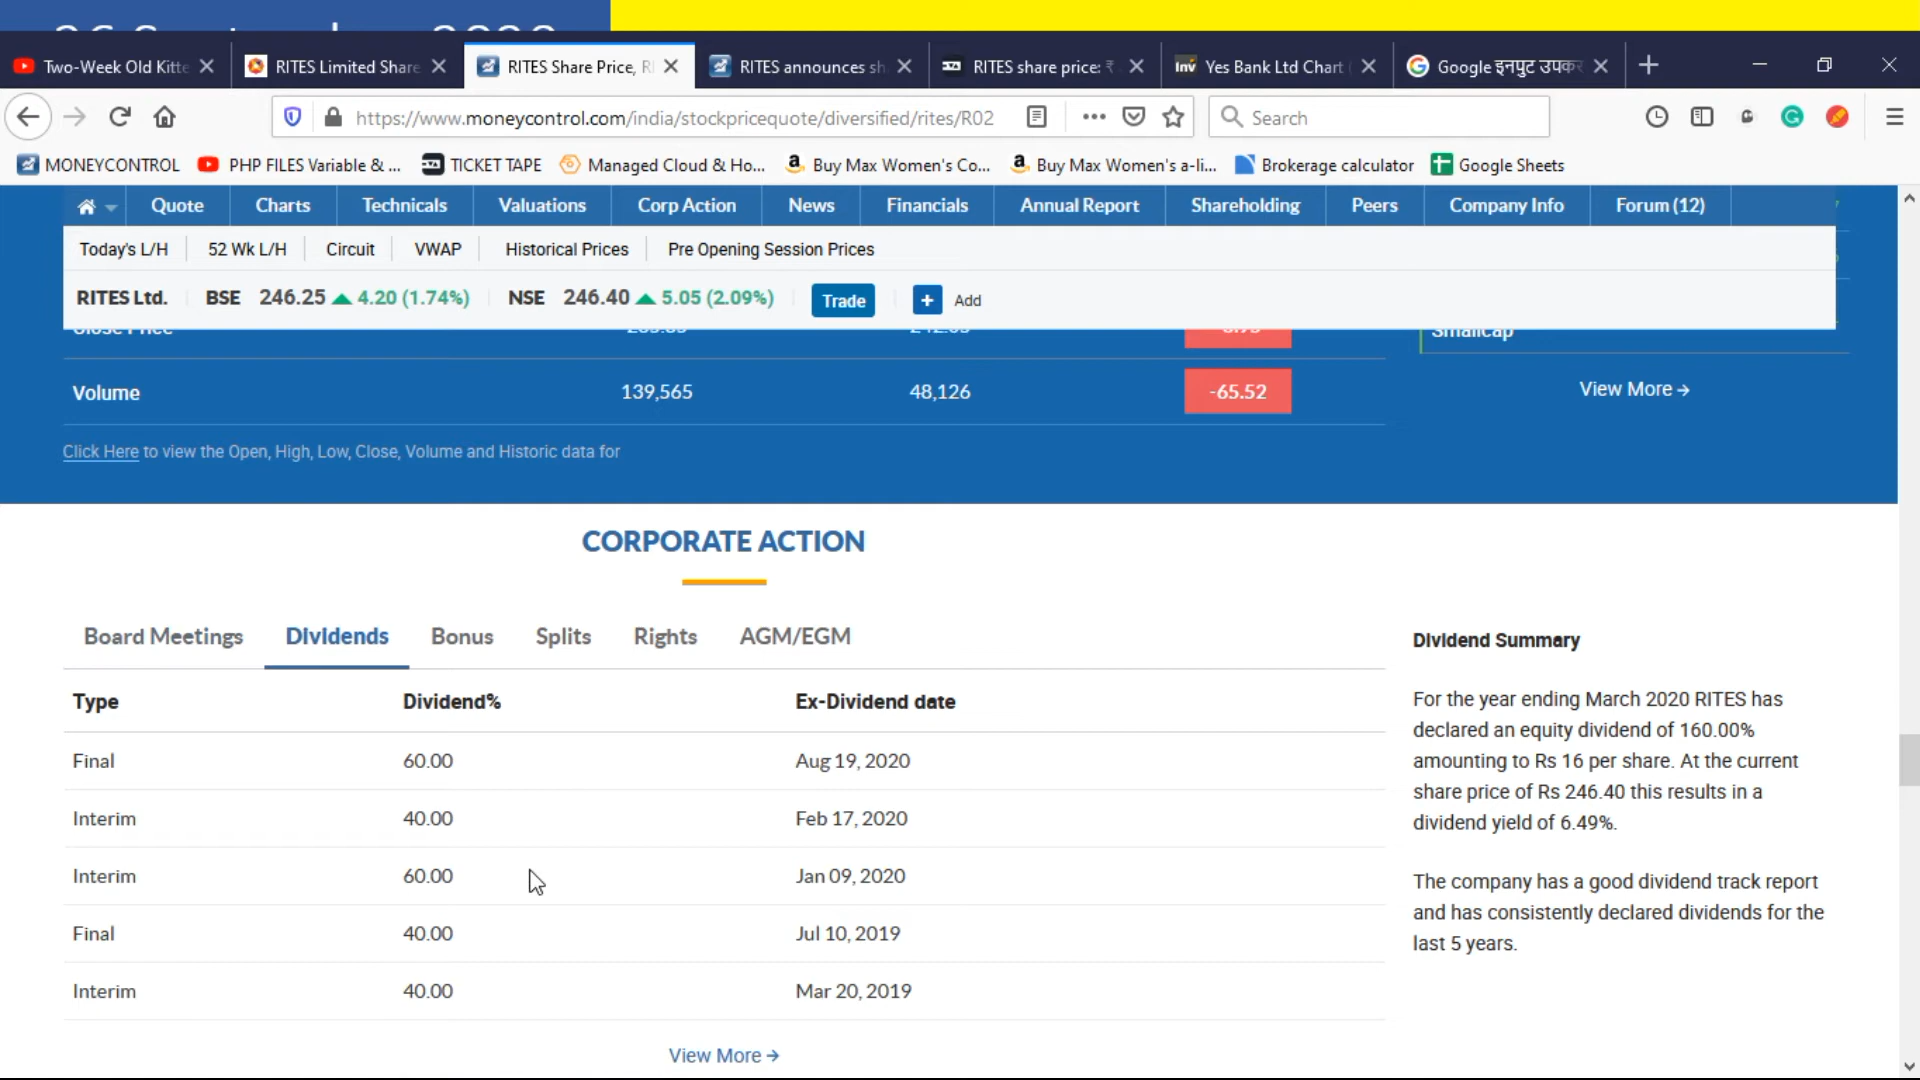 Two-Week Old Kitte
RITES Limited Share
RITES Share Price, RI
RITES announces sh
RITES share price: ₹
Inv Yes Bank Ltd Chart
Google इनपुट उपकर
https://www.moneycontrol.com/india/stockpricequote/diversified/rites/R02
Search
MONEYCONTROL
PHP FILES Variable & ...
TICKET TAPE
Managed Cloud & Ho...
Buy Max Women's Co...
Buy Max Women's a-li...
Brokerage calculator
Google Sheets
Quote Charts Technicals Valuations Corp Action News Financials Annual Report Shareholding Peers Company Info Forum (12)
Today's L/H 52 Wk L/H Circuit VWAP Historical Prices Pre Opening Session Prices
RITES Ltd. BSE 246.25 4.20 (1.74%) NSE 246.40 5.05 (2.09%) Trade + Add
Close Price
Smallcap
Volume 139,565 48,126 -65.52
View More →
Click Here to view the Open, High, Low, Close, Volume and Historic data for
CORPORATE ACTION
Board Meetings Dividends Bonus Splits Rights AGM/EGM
Type Dividend% Ex-Dividend date
Final 60.00 Aug 19, 2020
Interim 40.00 Feb 17, 2020
Interim 60.00 Jan 09, 2020
Final 40.00 Jul 10, 2019
Interim 40.00 Mar 20, 2019
View More →
Dividend Summary
For the year ending March 2020 RITES has
declared an equity dividend of 160.00%
amounting to Rs 16 per share. At the current
share price of Rs 246.40 this results in a
dividend yield of 6.49%.
The company has a good dividend track report
and has consistently declared dividends for the
last 5 years.